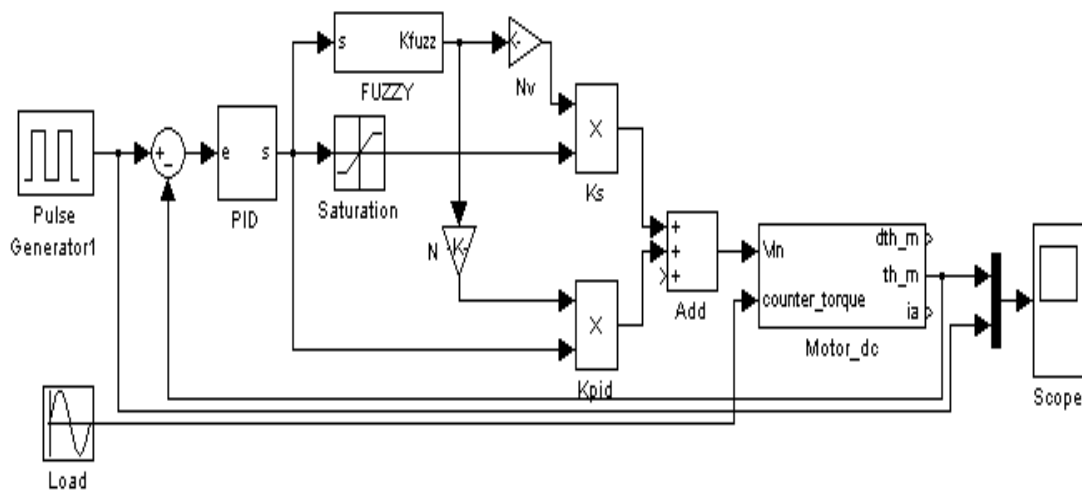 s Kfuzz
FUZZY
K-
Nv
Pulse
Generator1
+
-
e s
PID
Saturation
X
Ks
N
K-
X
Kpid
+
+
+
Add
Vin
counter_torque
dth_m
th_m
ia
Motor_dc
Scope
Load